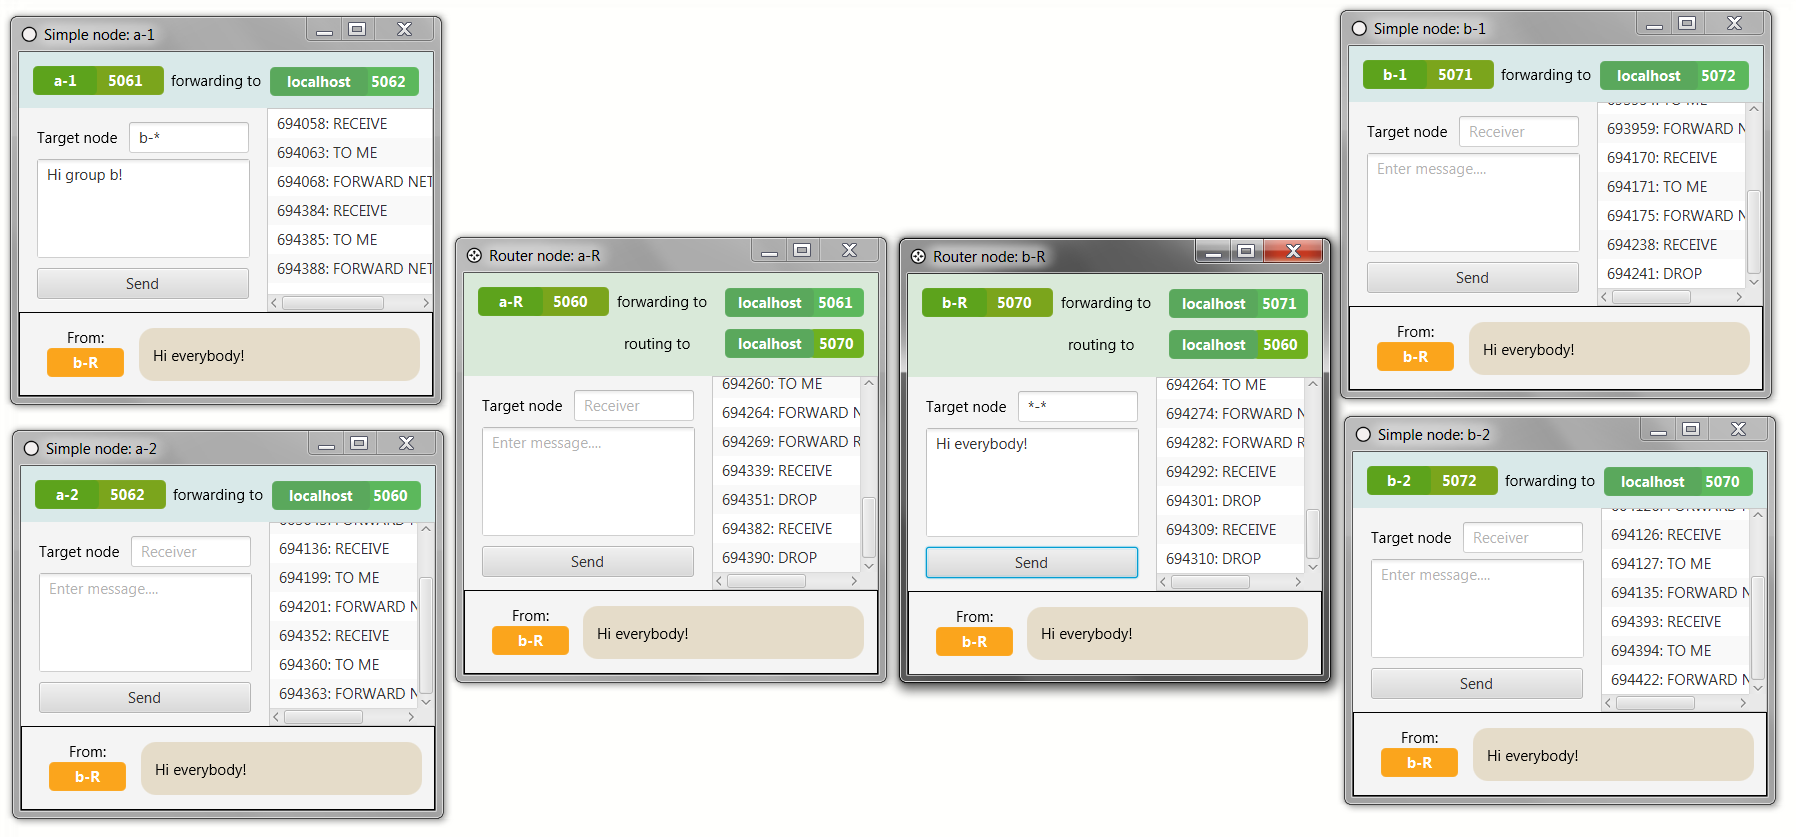 Simple node: a-1
a-1 5061 forwarding to localhost 5062
Target node b-*
Hi group b!
Send
694058: RECEIVE
694063: TO ME
694068: FORWARD NET
694384: RECEIVE
694385: TO ME
694388: FORWARD NET
From:
b-R
Hi everybody!
Simple node: a-2
a-2 5062 forwarding to localhost 5060
Target node Receiver
Enter message....
Send
694136: RECEIVE
694199: TO ME
694201: FORWARD N
694352: RECEIVE
694360: TO ME
694363: FORWARD N
From:
b-R
Hi everybody!
Router node: a-R
a-R 5060 forwarding to localhost 5061
routing to localhost 5070
Target node Receiver
Enter message....
Send
694260: TO ME
694264: FORWARD N
694269: FORWARD R
694339: RECEIVE
694351: DROP
694382: RECEIVE
694390: DROP
From:
b-R
Hi everybody!
Router node: b-R
b-R 5070 forwarding to localhost 5071
routing to localhost 5060
Target node *-*
Hi everybody!
Send
694264: TO ME
694274: FORWARD N
694282: FORWARD R
694292: RECEIVE
694301: DROP
694309: RECEIVE
694310: DROP
From:
b-R
Hi everybody!
Simple node: b-1
b-1 5071 forwarding to localhost 5072
Target node Receiver
Enter message....
Send
693959: FORWARD N
694170: RECEIVE
694171: TO ME
694175: FORWARD N
694238: RECEIVE
694241: DROP
From:
b-R
Hi everybody!
Simple node: b-2
b-2 5072 forwarding to localhost 5070
Target node Receiver
Enter message....
Send
694126: RECEIVE
694127: TO ME
694135: FORWARD N
694393: RECEIVE
694394: TO ME
694422: FORWARD N
From:
b-R
Hi everybody!